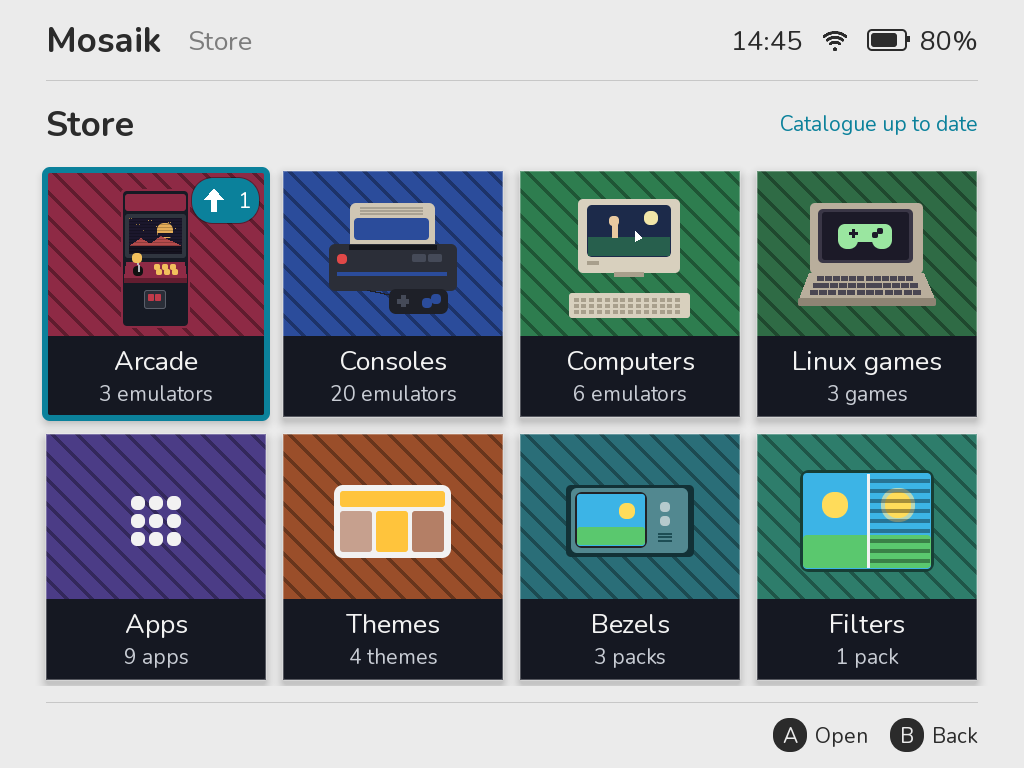 Mosaik Store 14:45 80%
Store Catalogue up to date
1
Arcade
3 emulators
Consoles
20 emulators
Computers
6 emulators
Linux games
3 games
Apps
9 apps
Themes
4 themes
Bezels
3 packs
Filters
1 pack
A Open B Back